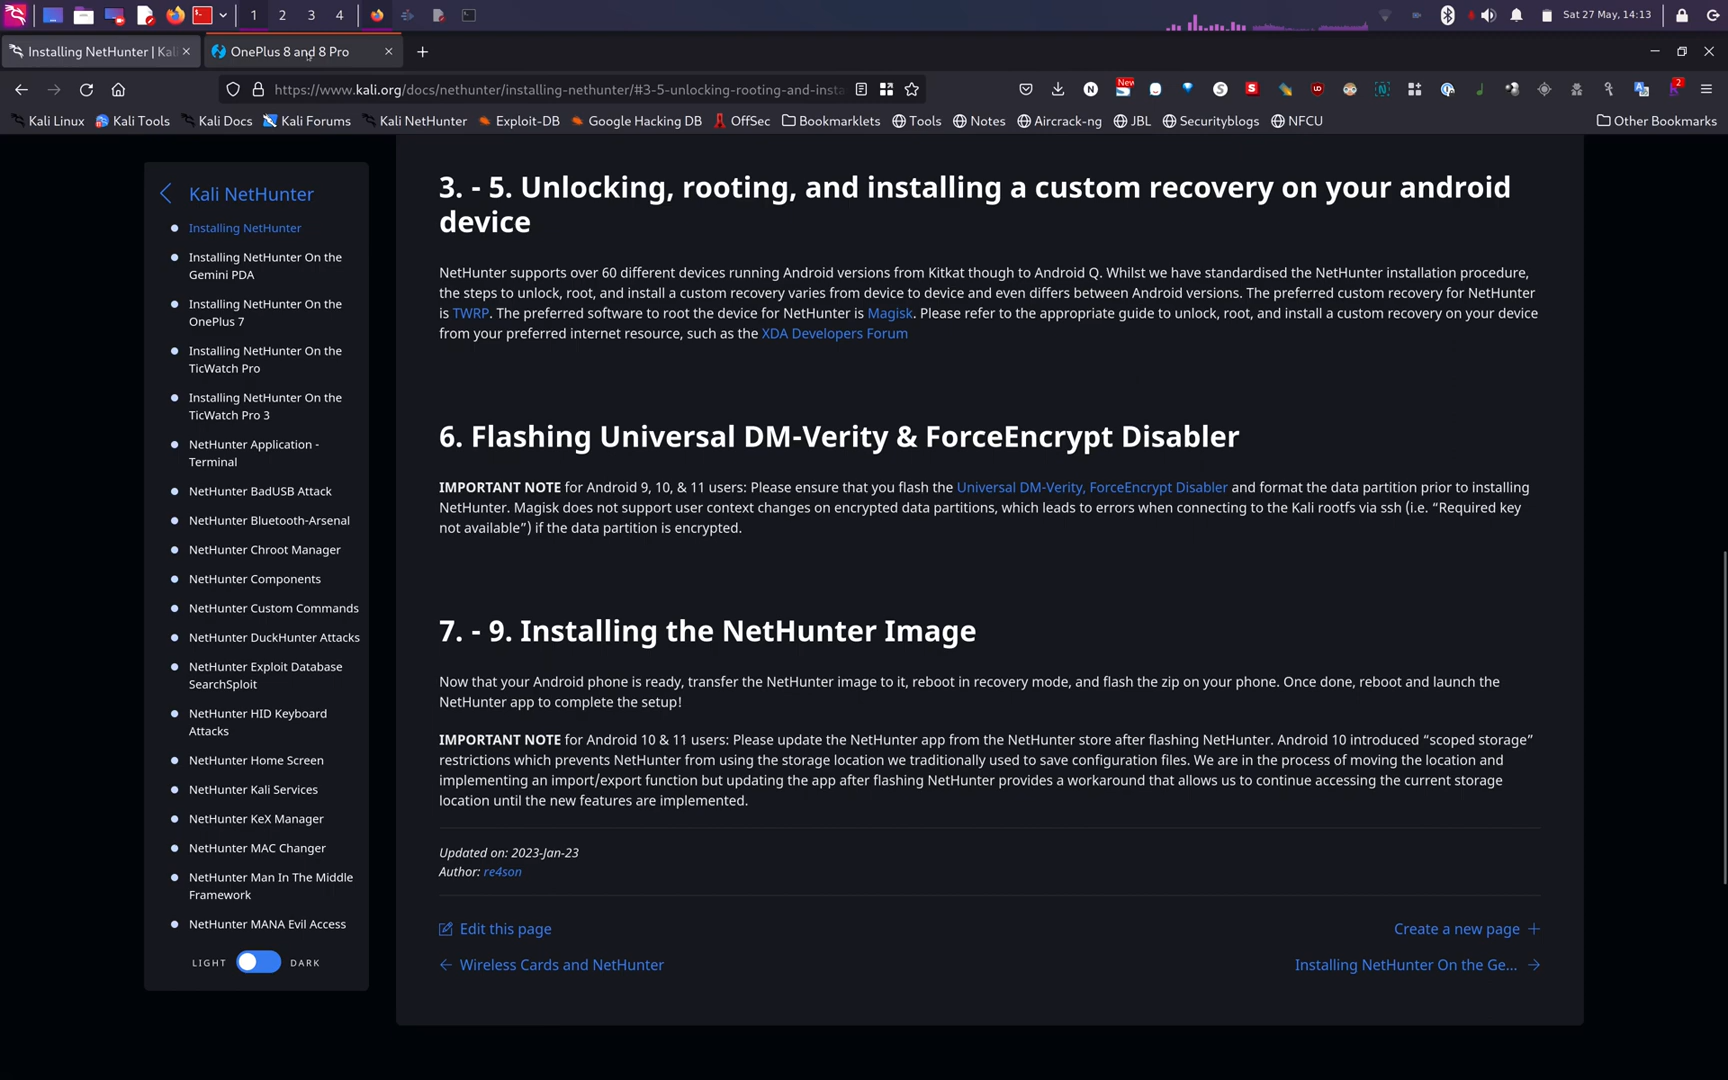 1 2 3 4 Sat 27 May, 14:13
Installing NetHunter | Kali OnePlus 8 and 8 Pro
https://www.kali.org/docs/nethunter/installing-nethunter/#3-5-unlocking-rooting-and-insta
New
2
Kali Linux Kali Tools Kali Docs Kali Forums Kali NetHunter Exploit-DB Google Hacking DB OffSec Bookmarklets Tools Notes Aircrack-ng JBL Securityblogs NFCU Other Bookmarks
Kali NetHunter
Installing NetHunter
Installing NetHunter On the
Gemini PDA
Installing NetHunter On the
OnePlus 7
Installing NetHunter On the
TicWatch Pro
Installing NetHunter On the
TicWatch Pro 3
NetHunter Application -
Terminal
NetHunter BadUSB Attack
NetHunter Bluetooth-Arsenal
NetHunter Chroot Manager
NetHunter Components
NetHunter Custom Commands
NetHunter DuckHunter Attacks
NetHunter Exploit Database
SearchSploit
NetHunter HID Keyboard
Attacks
NetHunter Home Screen
NetHunter Kali Services
NetHunter KeX Manager
NetHunter MAC Changer
NetHunter Man In The Middle
Framework
NetHunter MANA Evil Access
LIGHT DARK
3. - 5. Unlocking, rooting, and installing a custom recovery on your android
device
NetHunter supports over 60 different devices running Android versions from Kitkat though to Android Q. Whilst we have standardised the NetHunter installation procedure,
the steps to unlock, root, and install a custom recovery varies from device to device and even differs between Android versions. The preferred custom recovery for NetHunter
is TWRP. The preferred software to root the device for NetHunter is Magisk. Please refer to the appropriate guide to unlock, root, and install a custom recovery on your device
from your preferred internet resource, such as the XDA Developers Forum
6. Flashing Universal DM-Verity & ForceEncrypt Disabler
IMPORTANT NOTE for Android 9, 10, & 11 users: Please ensure that you flash the Universal DM-Verity, ForceEncrypt Disabler and format the data partition prior to installing
NetHunter. Magisk does not support user context changes on encrypted data partitions, which leads to errors when connecting to the Kali rootfs via ssh (i.e. “Required key
not available”) if the data partition is encrypted.
7. - 9. Installing the NetHunter Image
Now that your Android phone is ready, transfer the NetHunter image to it, reboot in recovery mode, and flash the zip on your phone. Once done, reboot and launch the
NetHunter app to complete the setup!
IMPORTANT NOTE for Android 10 & 11 users: Please update the NetHunter app from the NetHunter store after flashing NetHunter. Android 10 introduced “scoped storage”
restrictions which prevents NetHunter from using the storage location we traditionally used to save configuration files. We are in the process of moving the location and
implementing an import/export function but updating the app after flashing NetHunter provides a workaround that allows us to continue accessing the current storage
location until the new features are implemented.
Updated on: 2023-Jan-23
Author: re4son
Edit this page Create a new page
Wireless Cards and NetHunter Installing NetHunter On the Ge...